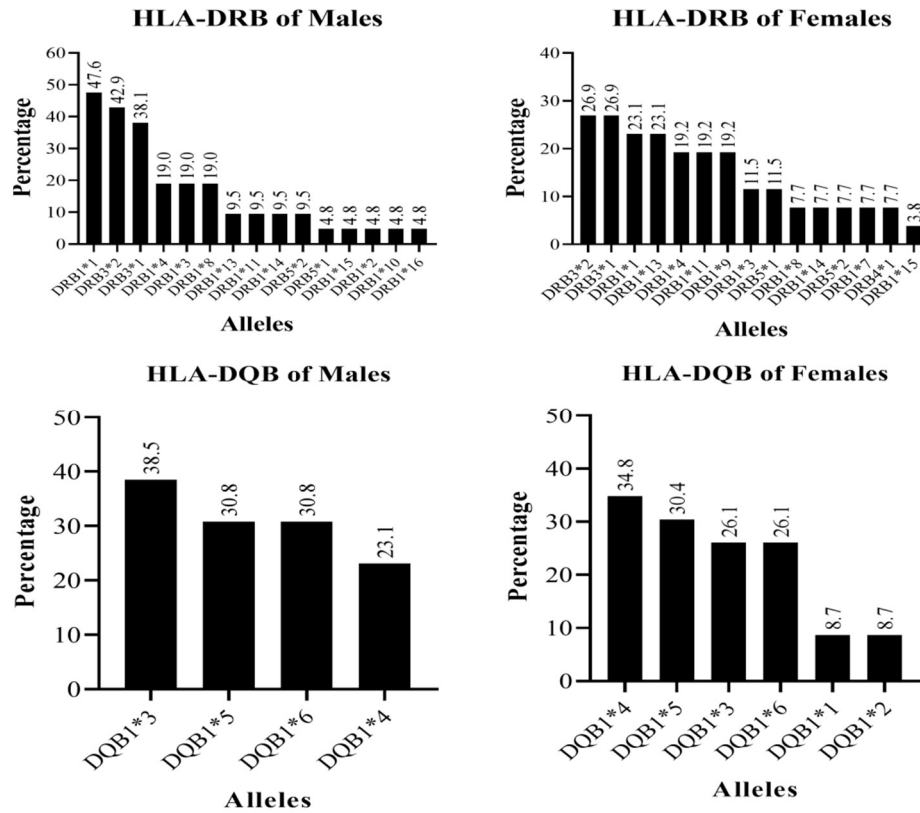 HLA-DRB of Males
Percentage
60
50
40
30
20
10
0
47.6
42.9
38.1
19.0
19.0
19.0
9.5
9.5
9.5
9.5
4.8
4.8
4.8
4.8
4.8
DRB1*1
DRB3*2
DRB3*1
DRB1*4
DRB1*3
DRB1*8
DRB1*13
DRB1*11
DRB1*14
DRB5*2
DRB5*1
DRB1*15
DRB1*2
DRB1*10
DRB1*16
Alleles
HLA-DRB of Females
Percentage
40
30
20
10
0
26.9
26.9
23.1
23.1
19.2
19.2
19.2
11.5
11.5
7.7
7.7
7.7
7.7
7.7
3.8
DRB3*2
DRB3*1
DRB1*1
DRB1*13
DRB1*4
DRB1*11
DRB1*9
DRB1*3
DRB5*1
DRB1*8
DRB1*14
DRB5*2
DRB1*7
DRB4*1
DRB1*15
Alleles
HLA-DQB of Males
Percentage
50
40
30
20
10
0
38.5
30.8
30.8
23.1
DQB1*3
DQB1*5
DQB1*6
DQB1*4
Alleles
HLA-DQB of Females
Percentage
50
40
30
20
10
0
34.8
30.4
26.1
26.1
8.7
8.7
DQB1*4
DQB1*5
DQB1*3
DQB1*6
DQB1*1
DQB1*2
Alleles